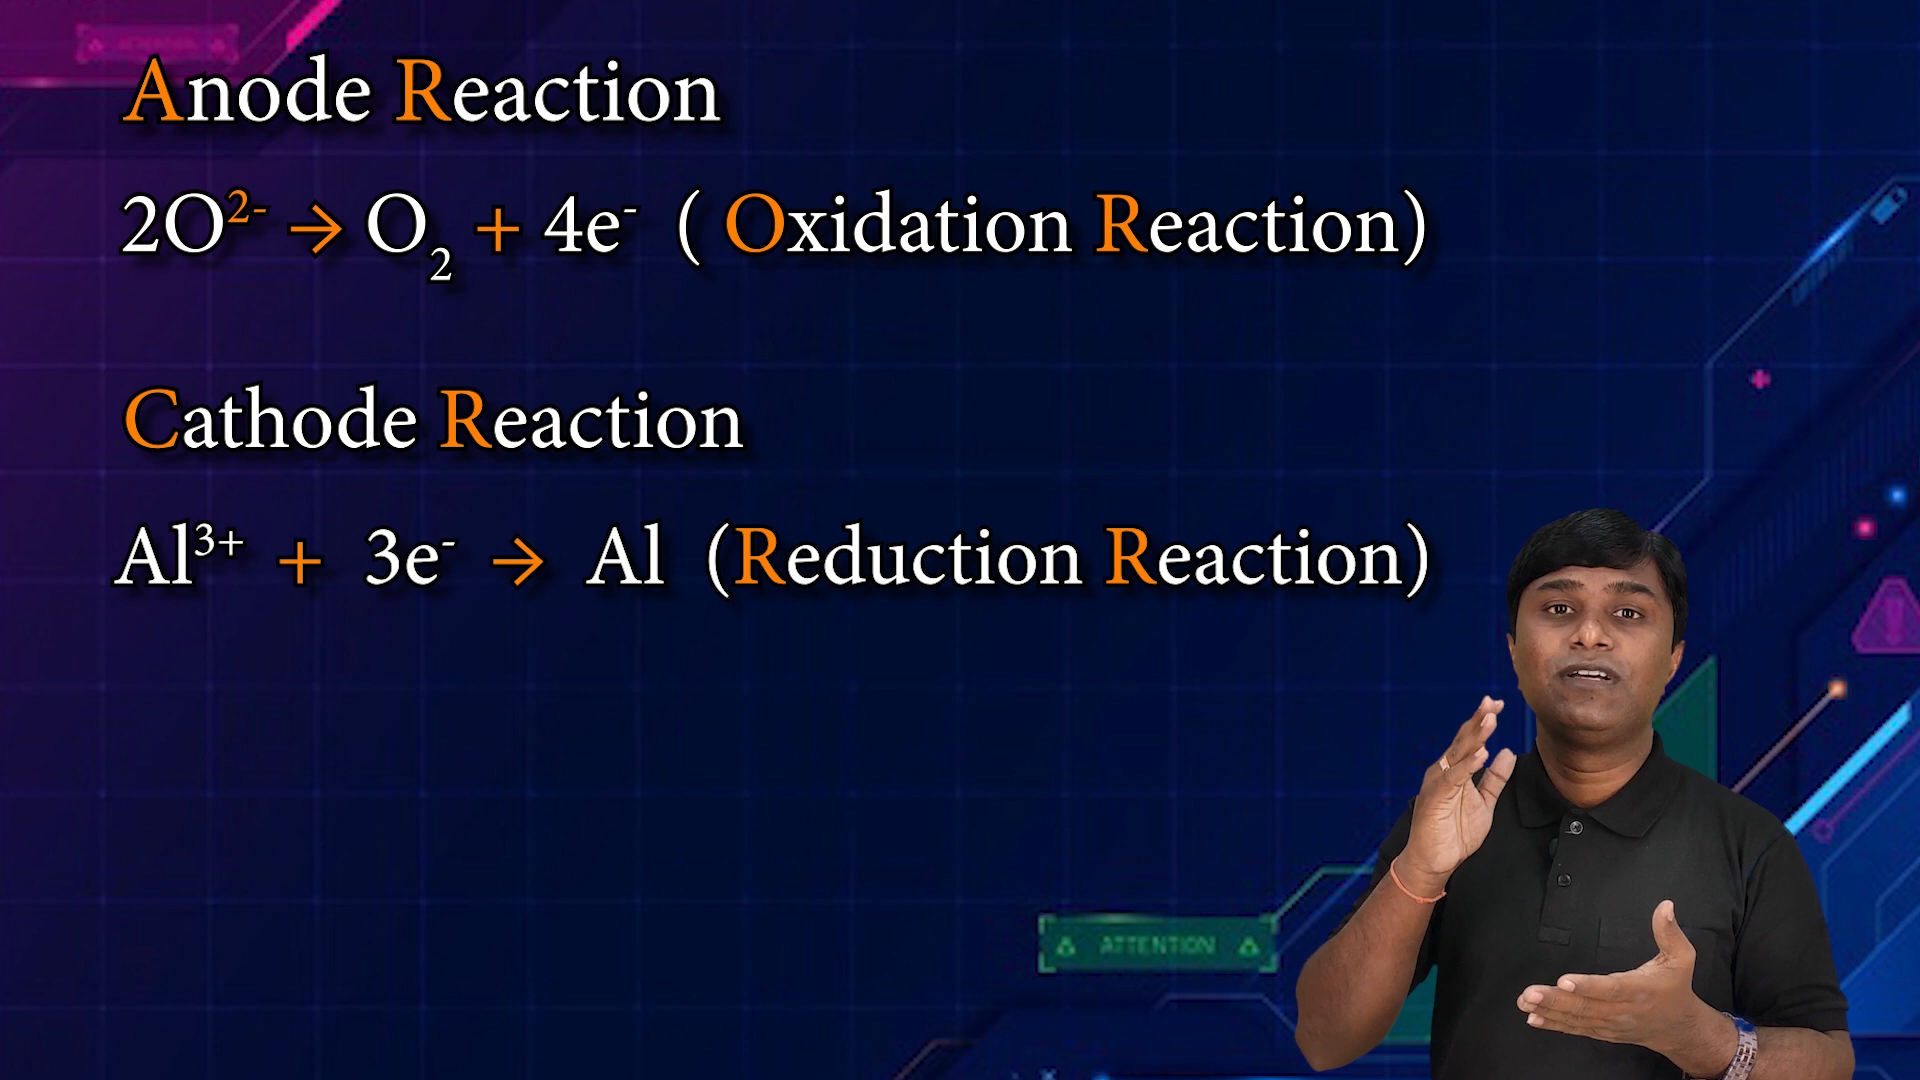 Anode Reaction
2O²⁻ → O₂ + 4e⁻ ( Oxidation Reaction)
Cathode Reaction
Al³⁺ + 3e⁻ → Al (Reduction Reaction)
ATTENTION